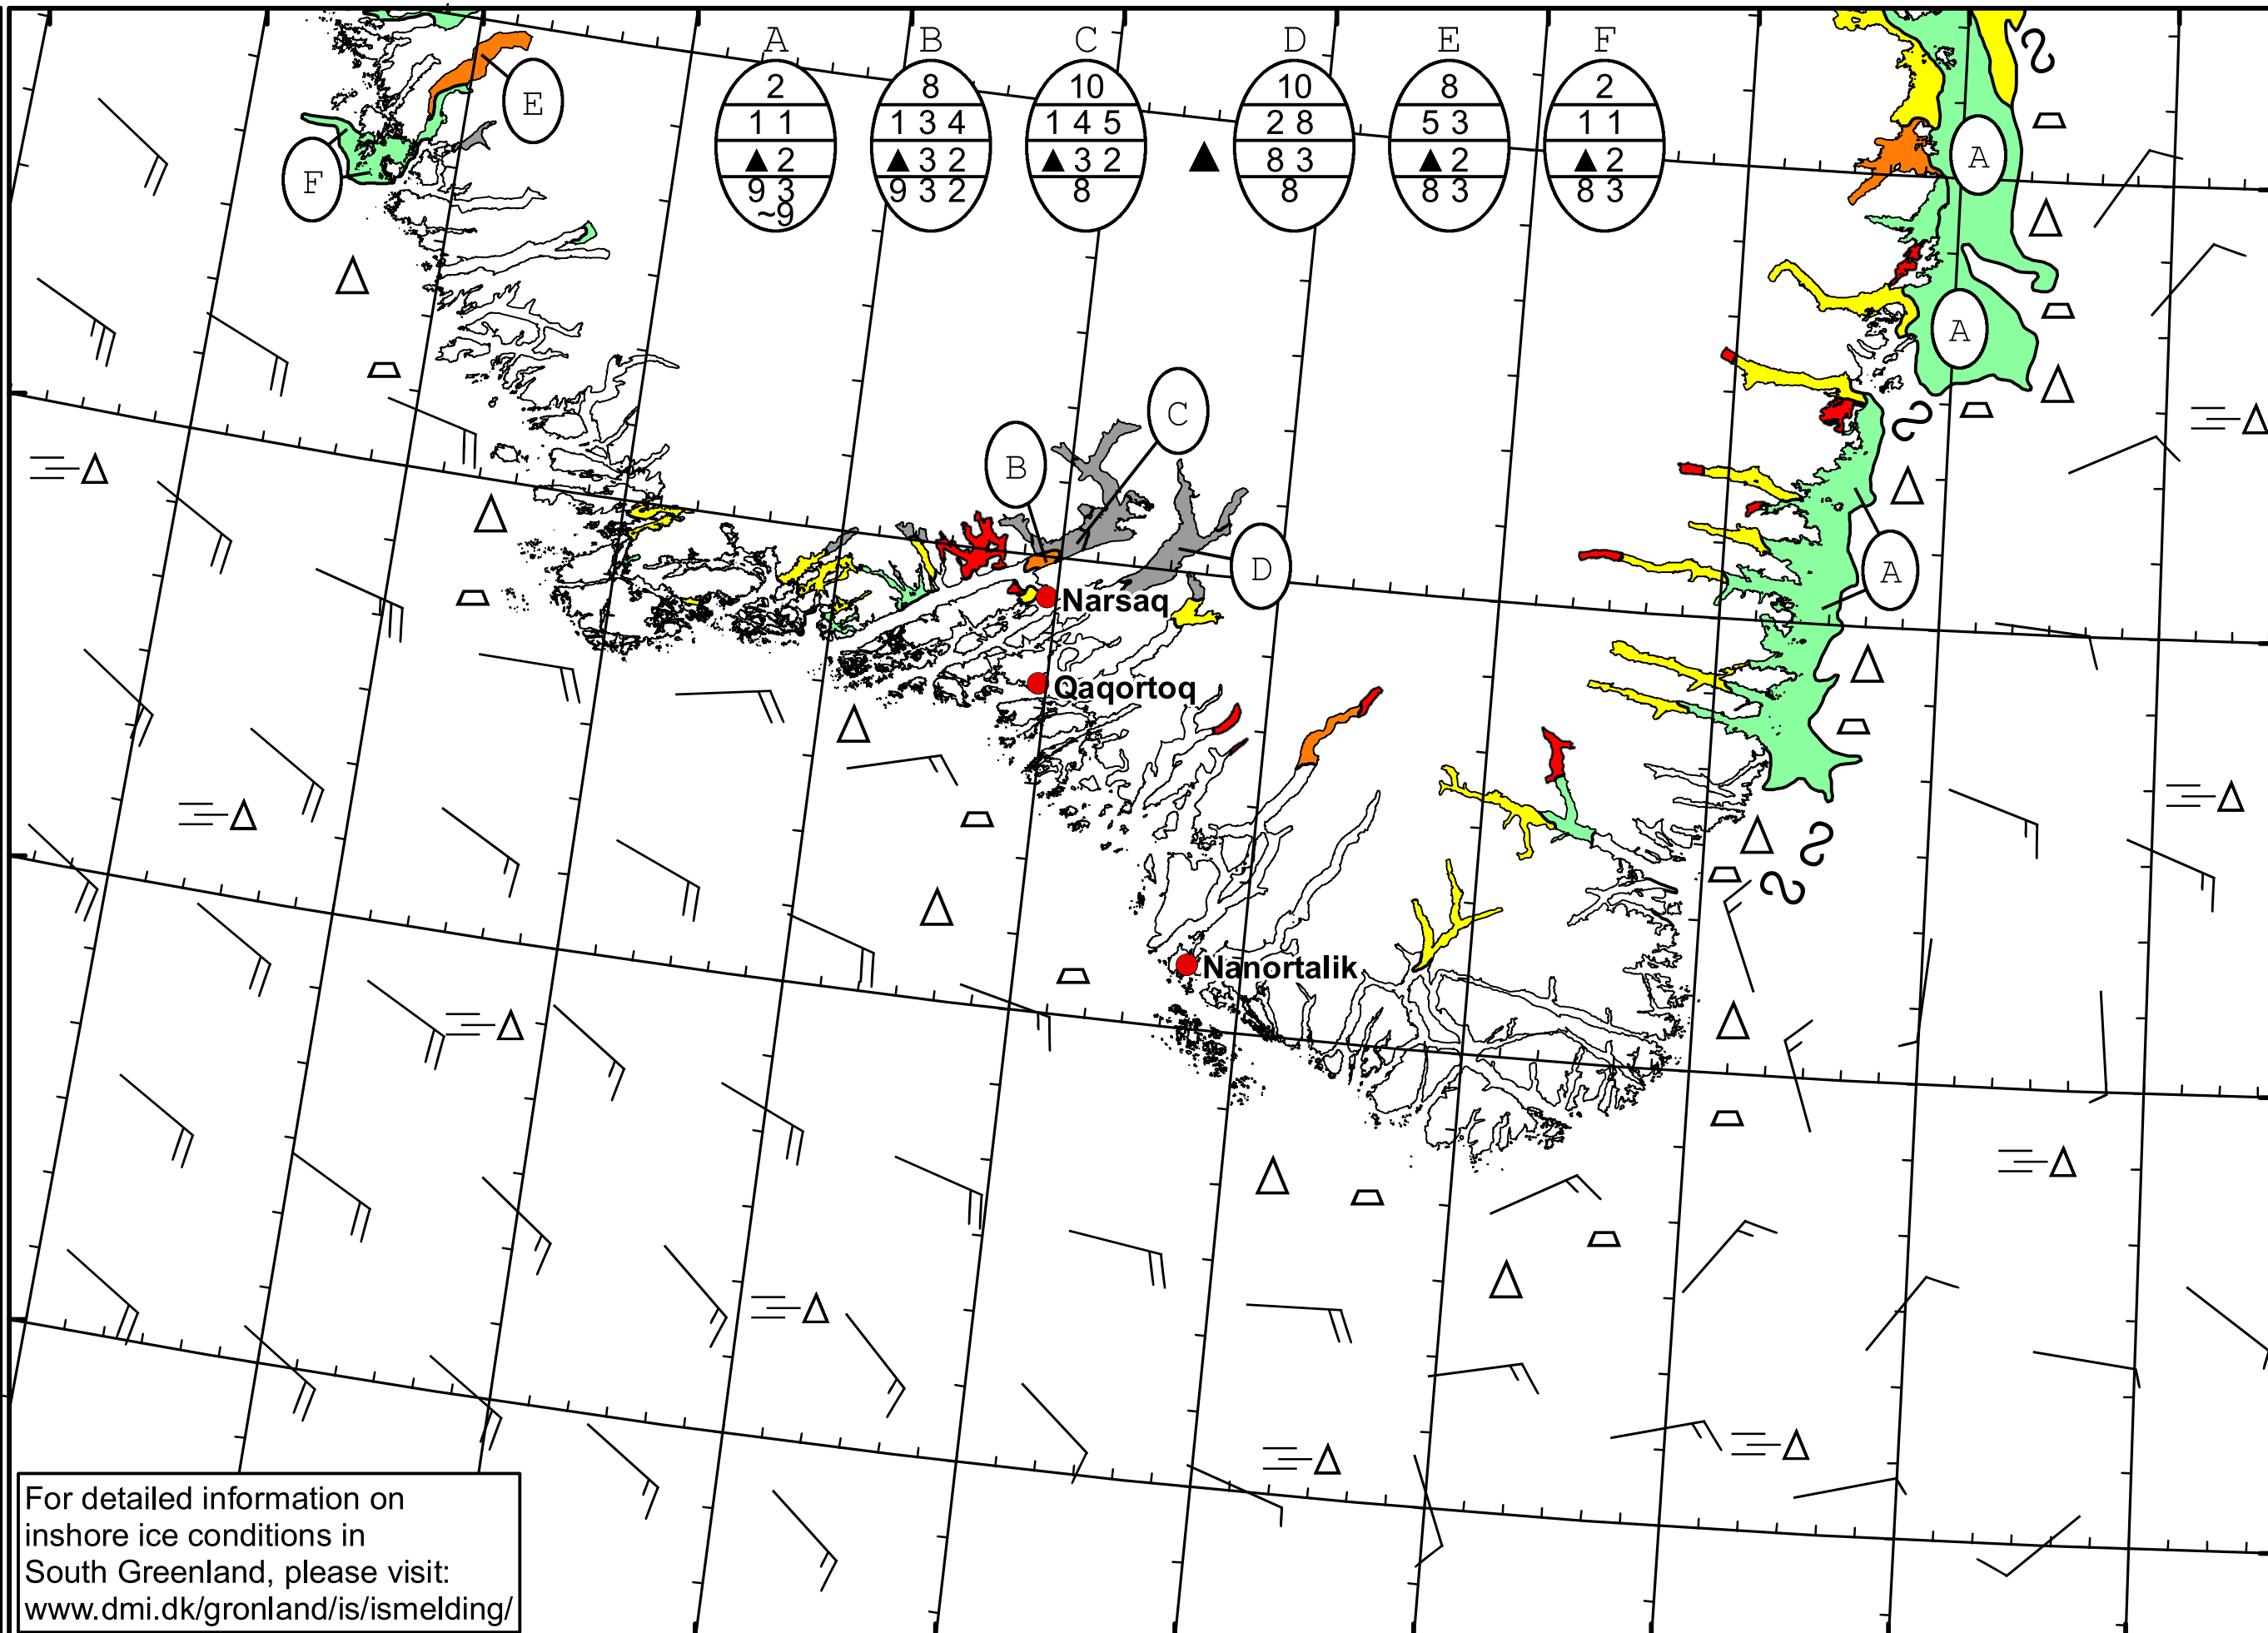 A B C D E F
2 8 10 10 8 2
1 1 1 3 4 1 4 5 2 8 5 3 1 1
▲ 2 ▲ 3 2 ▲ 3 2 ▲ 8 3 ▲ 2 ▲ 2
9 3 9 3 2 8 8 8 3 8 3
~9
E
A
F
A
C
B
D
A
Narsaq
Qaqortoq
Nanortalik
For detailed information on
inshore ice conditions in
South Greenland, please visit:
www.dmi.dk/gronland/is/ismelding/